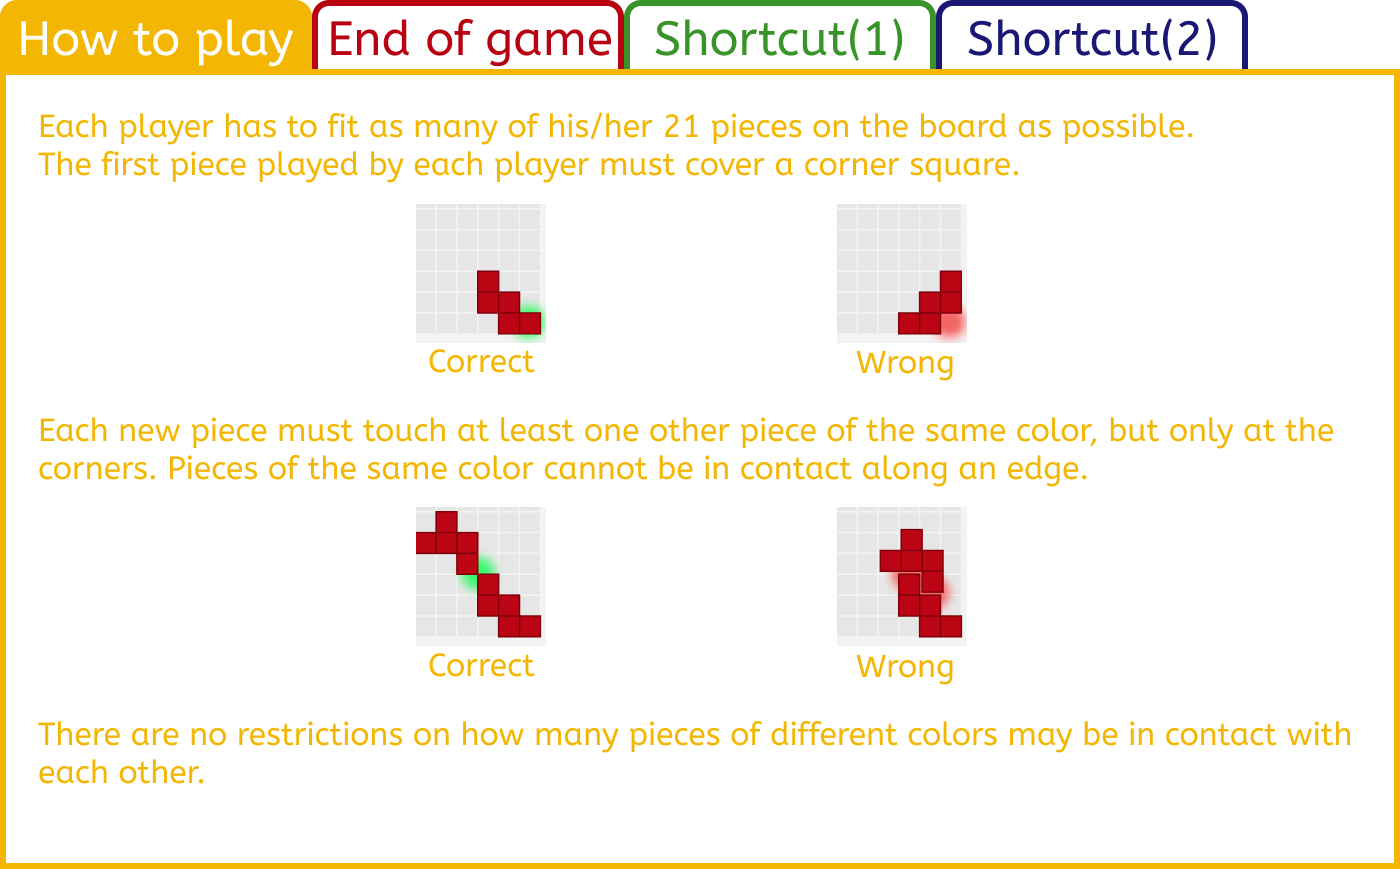 How to play End of game Shortcut(1) Shortcut(2)
Each player has to fit as many of his/her 21 pieces on the board as possible.
The first piece played by each player must cover a corner square.
Correct Wrong
Each new piece must touch at least one other piece of the same color, but only at the
corners. Pieces of the same color cannot be in contact along an edge.
Correct Wrong
There are no restrictions on how many pieces of different colors may be in contact with
each other.